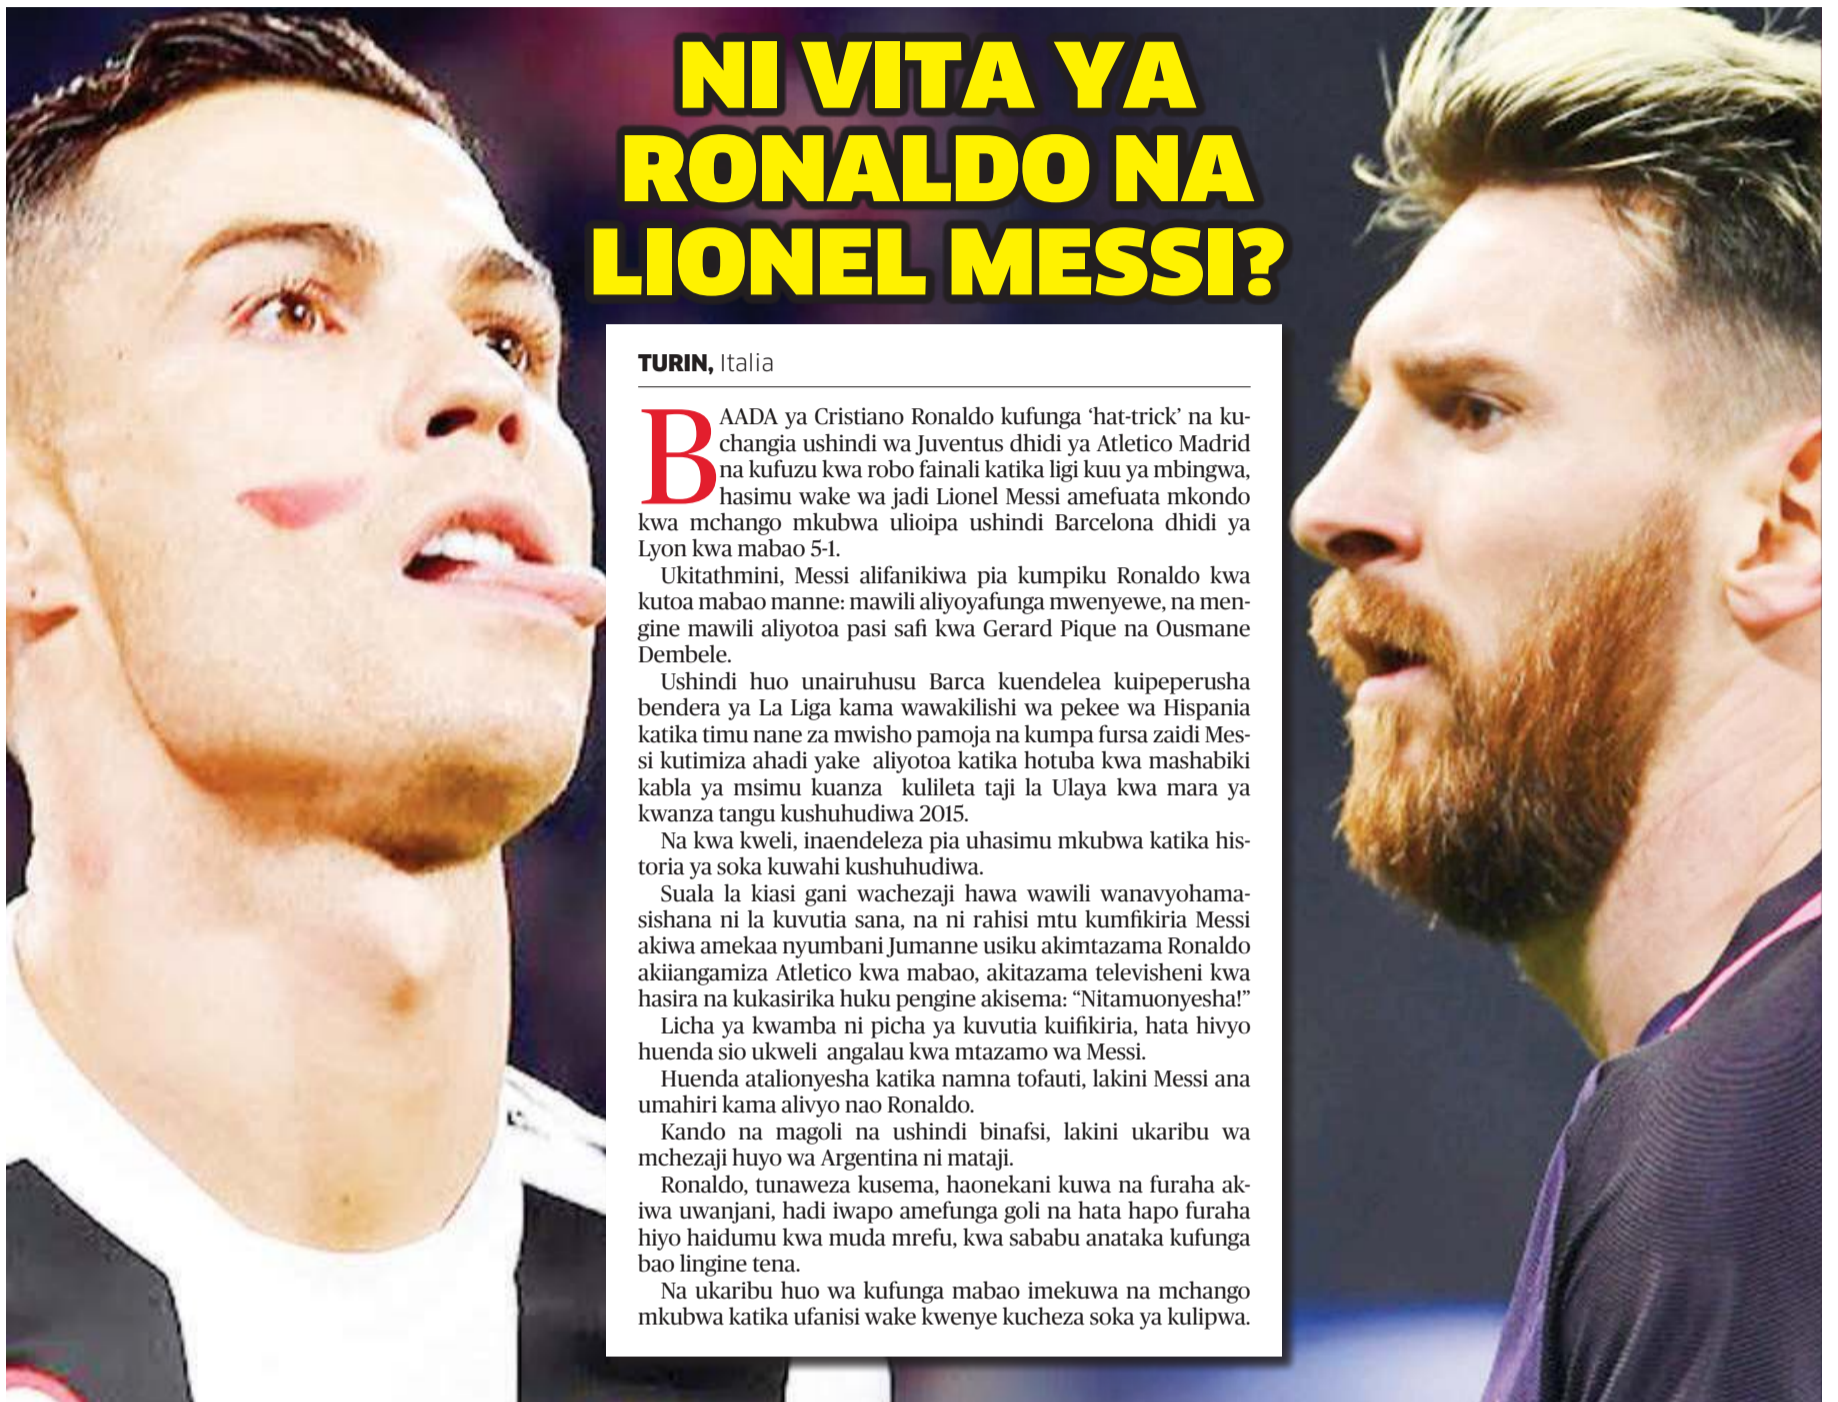 NI VITA YA
RONALDO NA
LIONEL MESSI?
TURIN, Italia
BAADA ya Cristiano Ronaldo kufunga ‘hat-trick’ na ku-
changia ushindi wa Juventus dhidi ya Atletico Madrid
na kufuzu kwa robo fainali katika ligi kuu ya mbingwa,
hasimu wake wa jadi Lionel Messi amefuata mkondo
kwa mchango mkubwa ulioipa ushindi Barcelona dhidi ya
Lyon kwa mabao 5-1.
Ukitathmini, Messi alifanikiwa pia kumpiku Ronaldo kwa
kutoa mabao manne: mawili aliyoyafunga mwenyewe, na men-
gine mawili aliyotoa pasi safi kwa Gerard Pique na Ousmane
Dembele.
Ushindi huo unairuhusu Barca kuendelea kuipeperusha
bendera ya La Liga kama wawakilishi wa pekee wa Hispania
katika timu nane za mwisho pamoja na kumpa fursa zaidi Mes-
si kutimiza ahadi yake aliyotoa katika hotuba kwa mashabiki
kabla ya msimu kuanza kulileta taji la Ulaya kwa mara ya
kwanza tangu kushuhudiwa 2015.
Na kwa kweli, inaendeleza pia uhasimu mkubwa katika his-
toria ya soka kuwahi kushuhudiwa.
Suala la kiasi gani wachezaji hawa wawili wanavyohama-
sishana ni la kuvutia sana, na ni rahisi mtu kumfikiria Messi
akiwa amekaa nyumbani Jumanne usiku akimtazama Ronaldo
akiiangamiza Atletico kwa mabao, akitazama televisheni kwa
hasira na kukasirika huku pengine akisema: “Nitamuonyesha!”
Licha ya kwamba ni picha ya kuvutia kuifikiria, hata hivyo
huenda sio ukweli angalau kwa mtazamo wa Messi.
Huenda atalionyesha katika namna tofauti, lakini Messi ana
umahiri kama alivyo nao Ronaldo.
Kando na magoli na ushindi binafsi, lakini ukaribu wa
mchezaji huyo wa Argentina ni mataji.
Ronaldo, tunaweza kusema, haonekani kuwa na furaha ak-
iwa uwanjani, hadi iwapo amefunga goli na hata hapo furaha
hiyo haidumu kwa muda mrefu, kwa sababu anataka kufunga
bao lingine tena.
Na ukaribu huo wa kufunga mabao imekuwa na mchango
mkubwa katika ufanisi wake kwenye kucheza soka ya kulipwa.